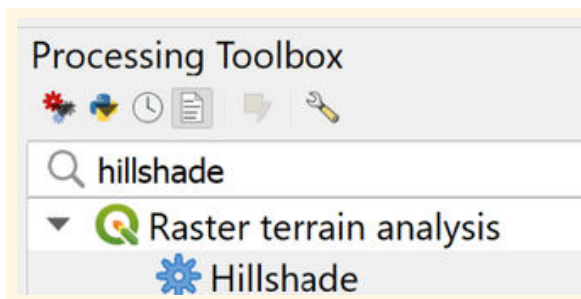 Processing Toolbox
hillshade
Raster terrain analysis
Hillshade